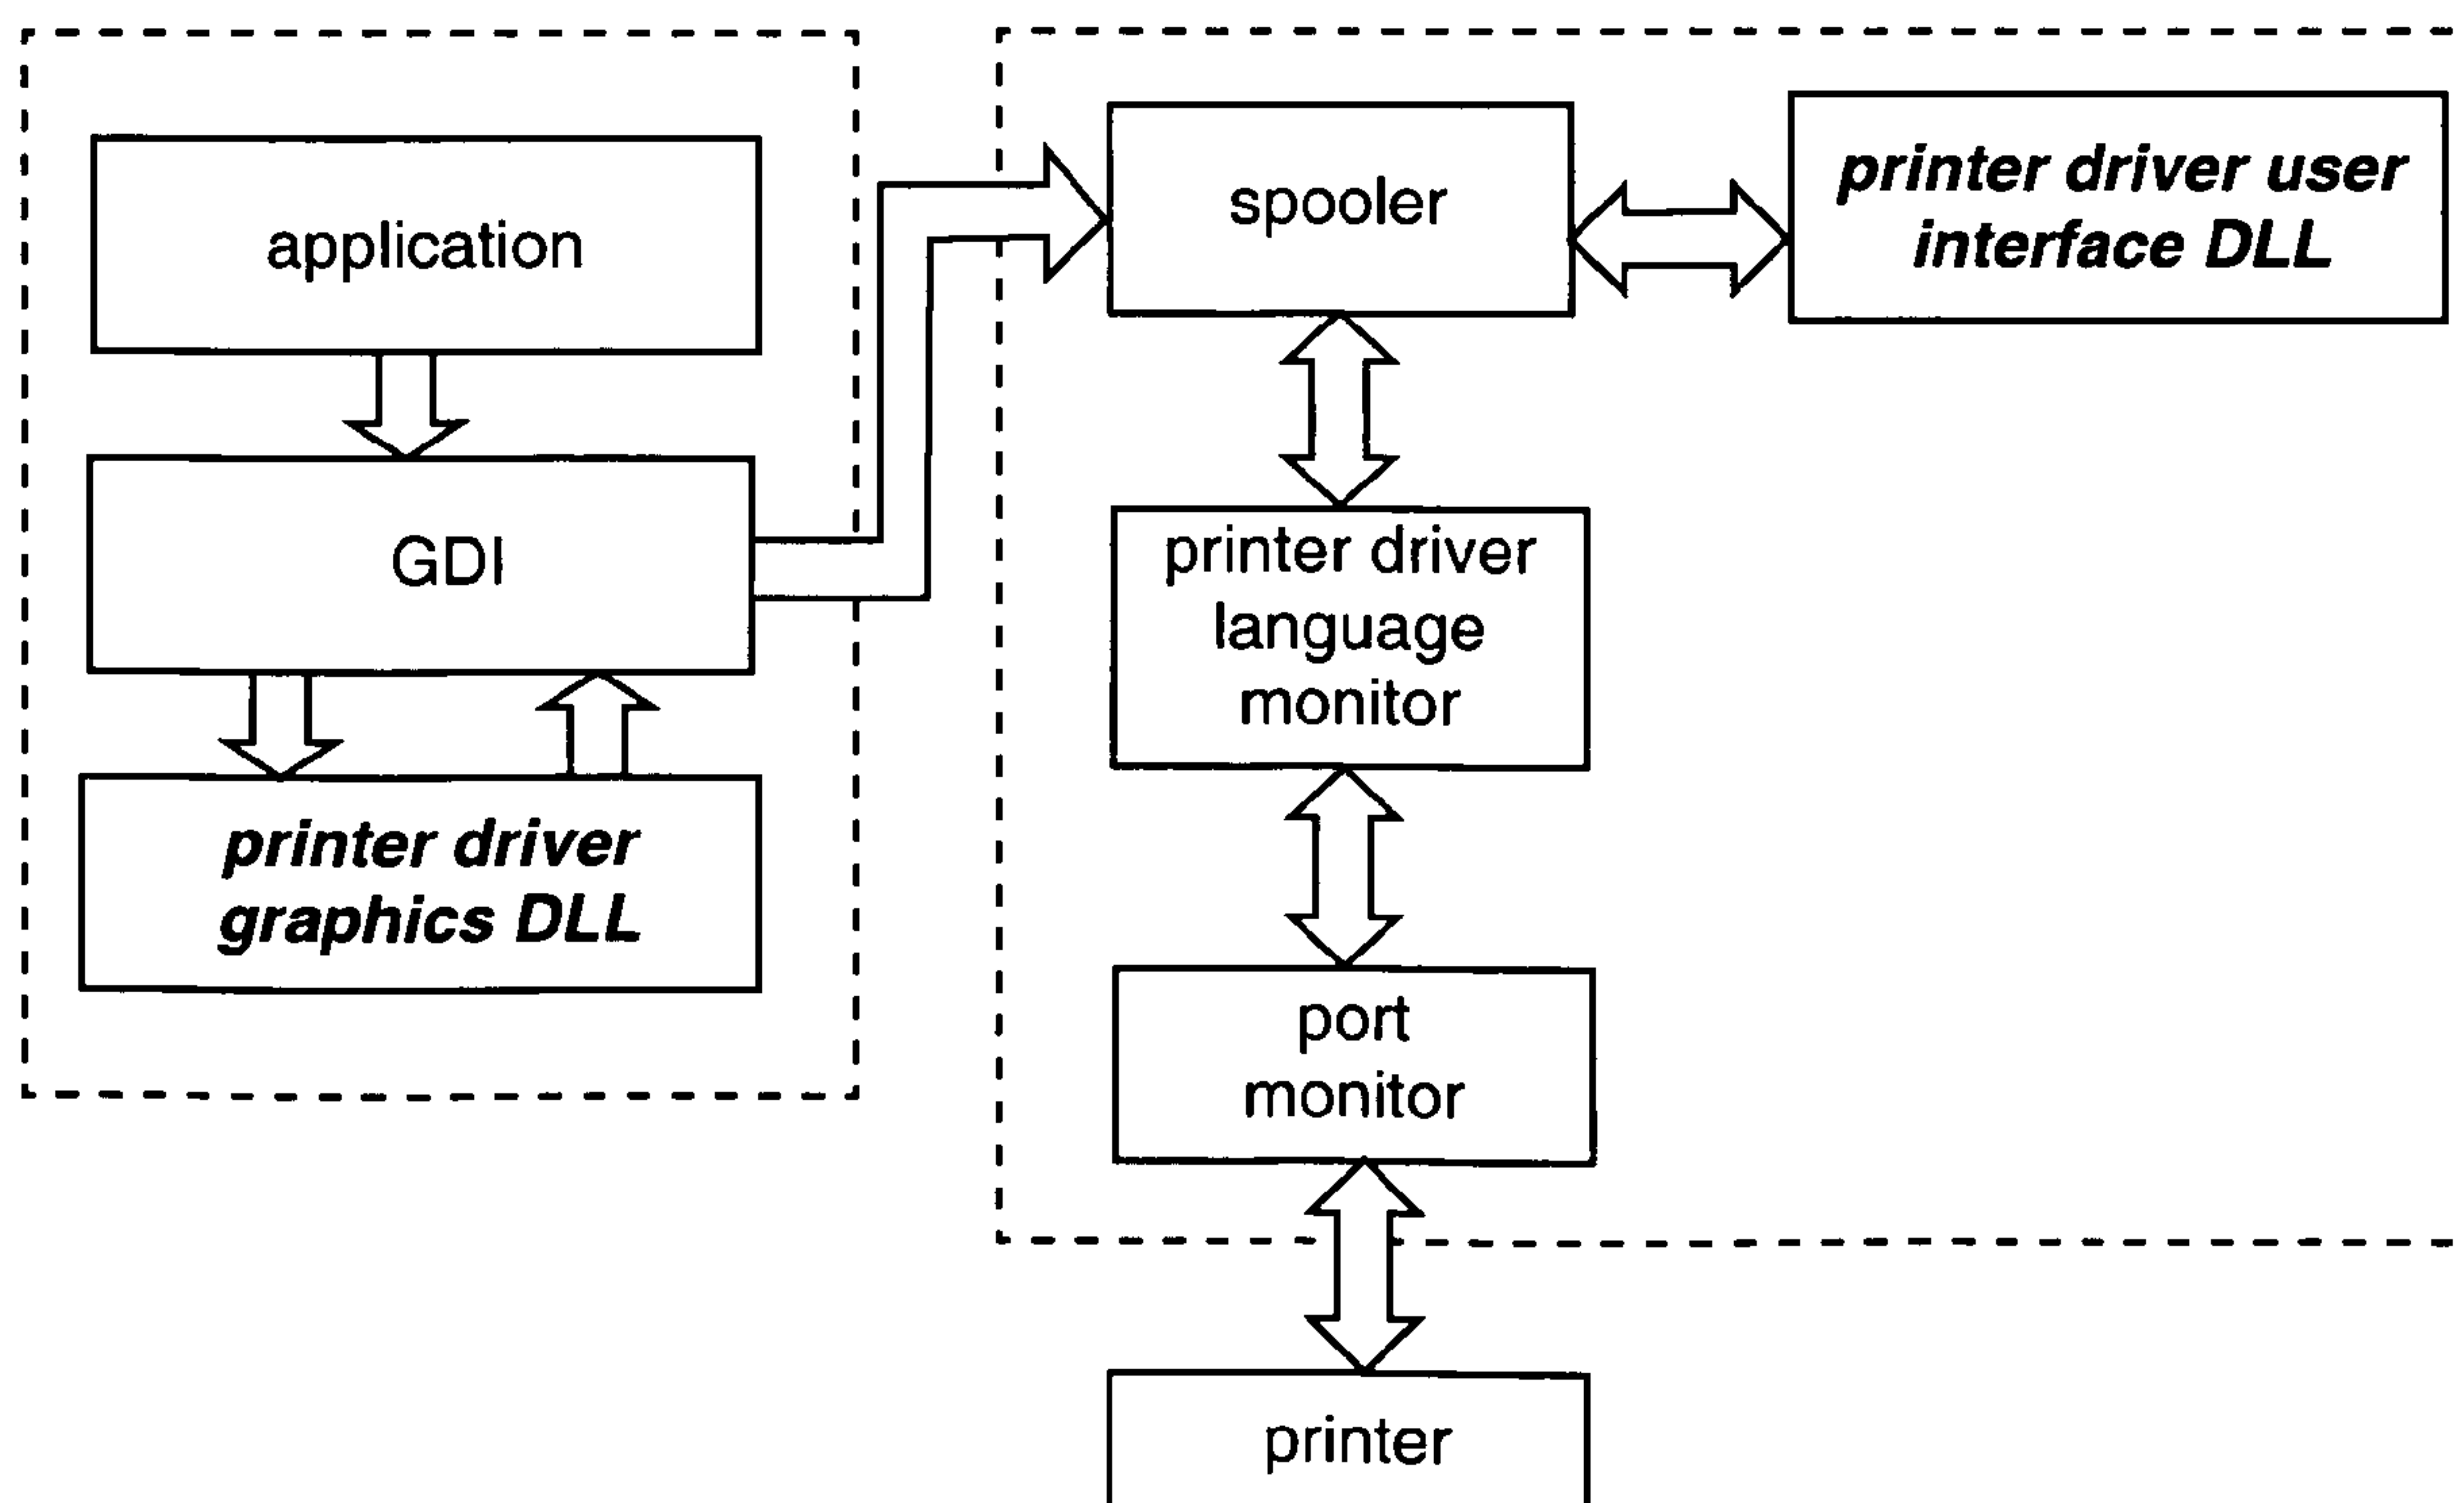 application
GDI
printer driver
graphics DLL
spooler
printer driver user
interface DLL
printer driver
language
monitor
port
monitor
printer